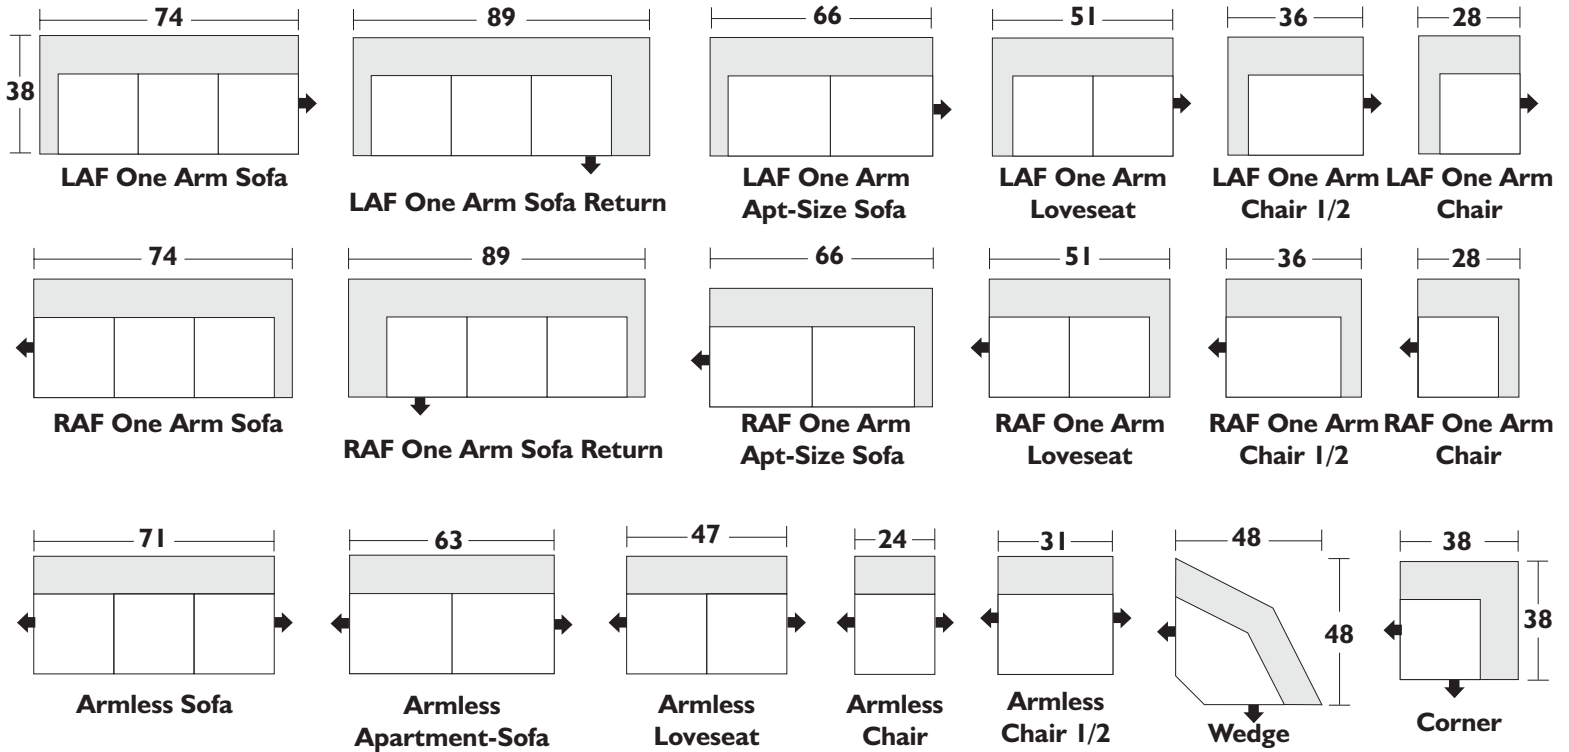 74 89 66 51 36 28
38
LAF One Arm Sofa
LAF One Arm Sofa Return
LAF One Arm
Apt-Size Sofa
LAF One Arm
Loveseat
LAF One Arm
Chair 1/2
LAF One Arm
Chair
74 89 66 51 36 28
RAF One Arm Sofa
RAF One Arm Sofa Return
RAF One Arm
Apt-Size Sofa
RAF One Arm
Loveseat
RAF One Arm
Chair 1/2
RAF One Arm
Chair
71 63 47 24 31 48 38
48
38
Armless Sofa
Armless
Apartment-Sofa
Armless
Loveseat
Armless
Chair
Armless
Chair 1/2
Wedge
Corner